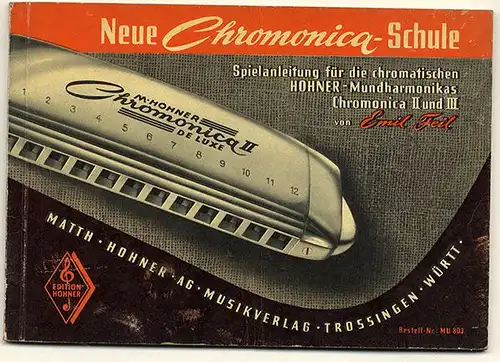 Neue Chromonica-Schule
Spielanleitung für die chromatischen
HOHNER-Mundharmonikas
Chromonica II und III
von Emil Feil
M. HOHNER
Chromonica II
DE LUXE
1 2 3 4 5 6 7 8 9 10 11 12
MATTH · HOHNER · AG · MUSIKVERLAG · TROSSINGEN · WÜRTT ·
EDITION
HOHNER
Bestell-Nr.: MU 803